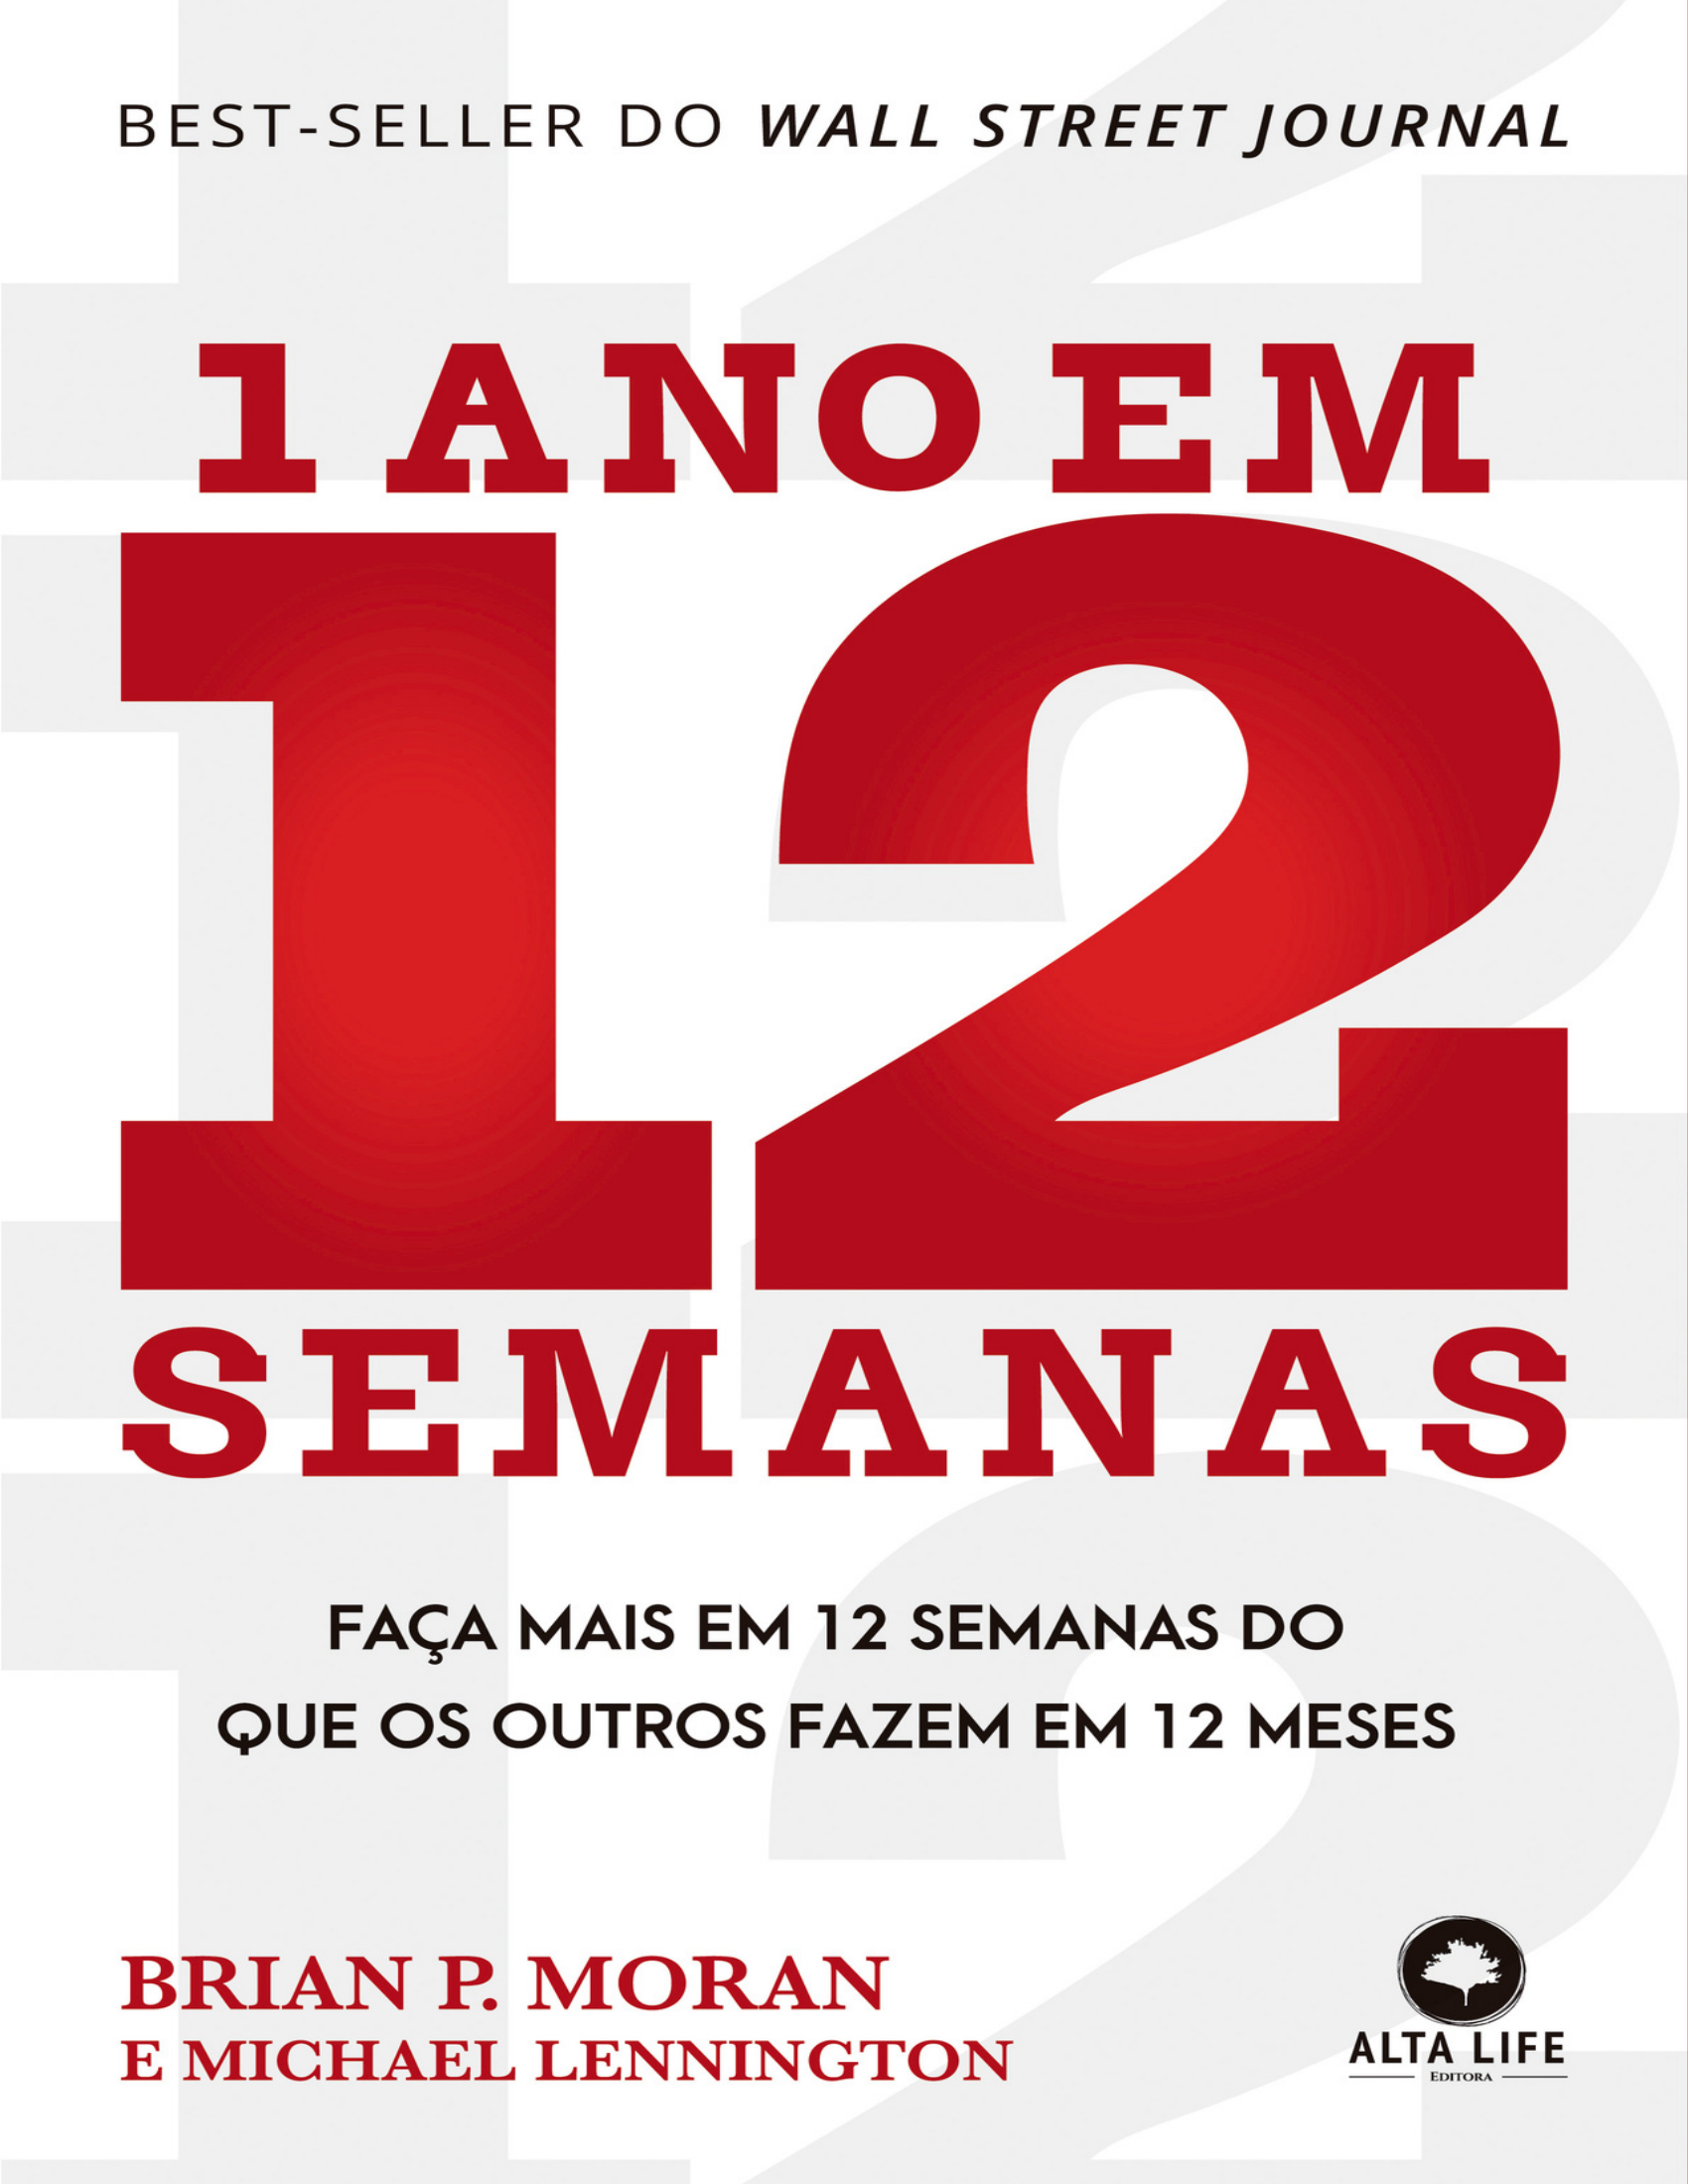 BEST-SELLER DO WALL STREET JOURNAL
1 ANO EM
12
SEMANAS
FAÇA MAIS EM 12 SEMANAS DO
QUE OS OUTROS FAZEM EM 12 MESES
BRIAN P. MORAN
E MICHAEL LENNINGTON
ALTA LIFE
EDITORA